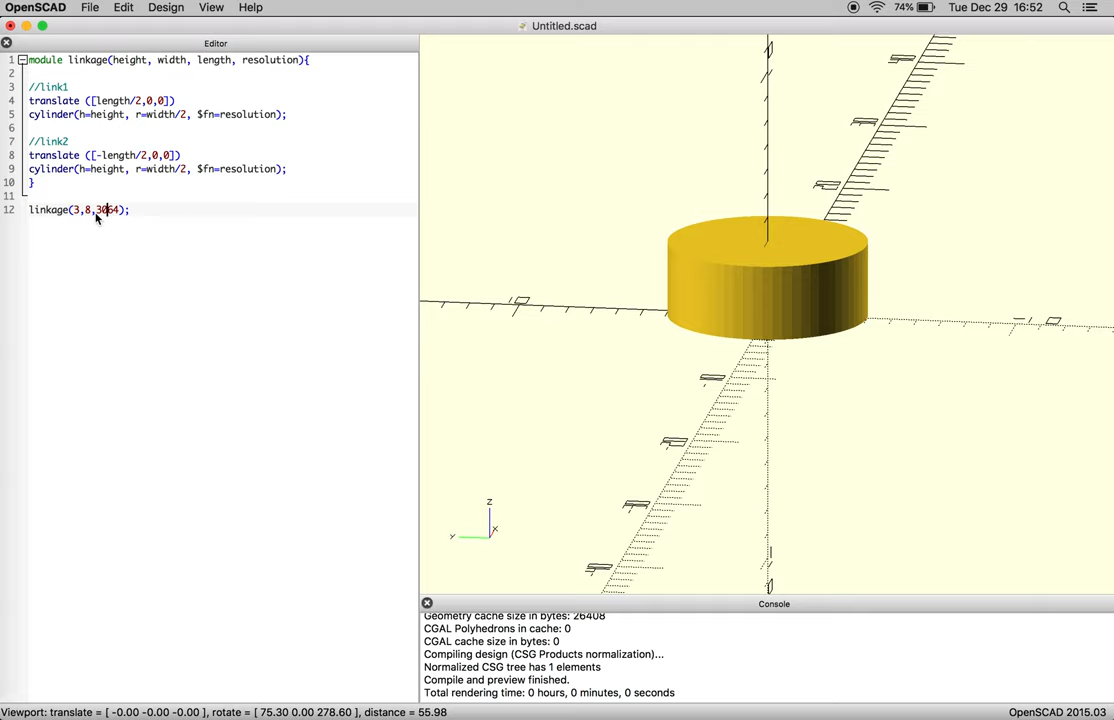 OpenSCAD File Edit Design View Help 74% Tue Dec 29 16:52
Untitled.scad
Editor
1 module linkage(height, width, length, resolution){
2
3 //link1
4 translate ([length/2,0,0])
5 cylinder(h=height, r=width/2, $fn=resolution);
6
7 //link2
8 translate ([-length/2,0,0])
9 cylinder(h=height, r=width/2, $fn=resolution);
10 }
11
12 linkage(3,8,3064);
Z
X
Y
Console
Geometry cache size in bytes: 26408
CGAL Polyhedrons in cache: 0
CGAL cache size in bytes: 0
Compiling design (CSG Products normalization)...
Normalized CSG tree has 1 elements
Compile and preview finished.
Total rendering time: 0 hours, 0 minutes, 0 seconds
Viewport: translate = [ -0.00 -0.00 -0.00 ], rotate = [ 75.30 0.00 278.60 ], distance = 55.98 OpenSCAD 2015.03